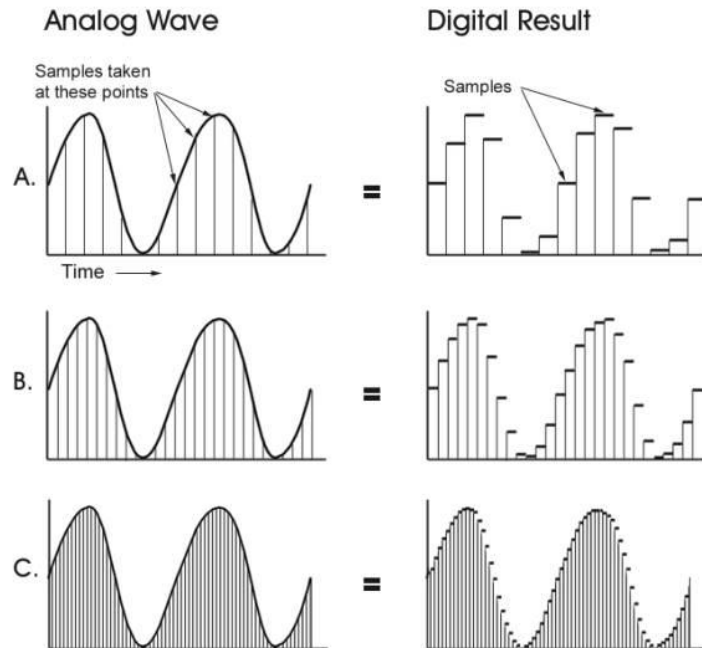 Analog Wave
Digital Result
Samples taken
at these points
Samples
A.
=
Time
B.
=
C.
=